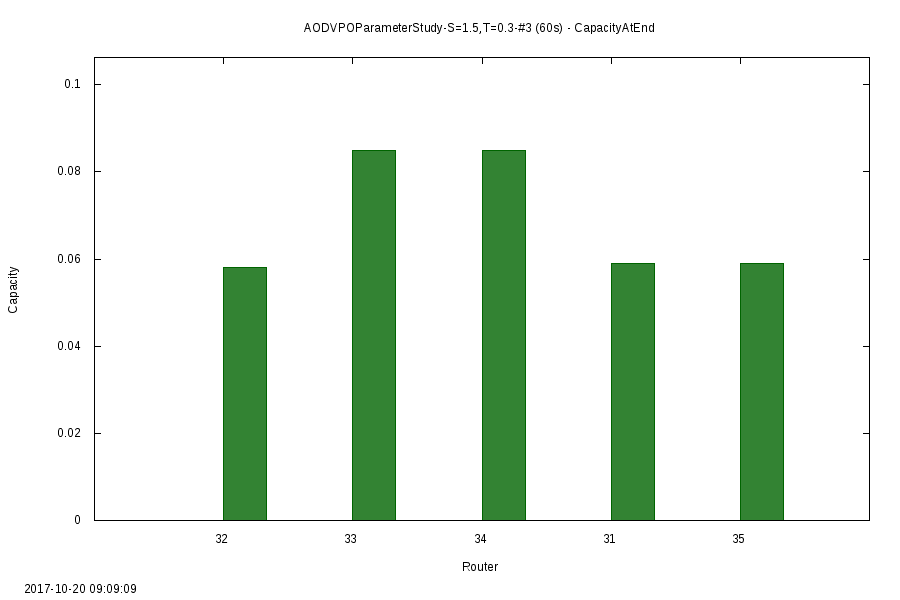 AODVPOParameterStudy-S=1.5,T=0.3-#3 (60s) - CapacityAtEnd
0.1
0.08
0.06
0.04
0.02
0
Capacity
32 33 34 31 35
Router
2017-10-20 09:09:09